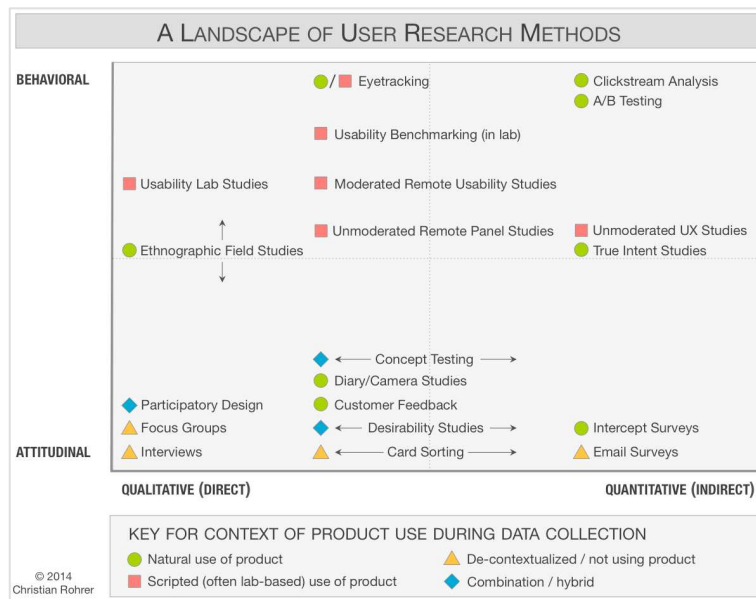 A LANDSCAPE OF USER RESEARCH METHODS
BEHAVIORAL
/ Eyetracking
Clickstream Analysis
A/B Testing
Usability Benchmarking (in lab)
Usability Lab Studies
Moderated Remote Usability Studies
Unmoderated Remote Panel Studies
Unmoderated UX Studies
Ethnographic Field Studies
True Intent Studies
Concept Testing
Diary/Camera Studies
Participatory Design
Customer Feedback
Focus Groups
Desirability Studies
Intercept Surveys
ATTITUDINAL
Interviews
Card Sorting
Email Surveys
QUALITATIVE (DIRECT)
QUANTITATIVE (INDIRECT)
KEY FOR CONTEXT OF PRODUCT USE DURING DATA COLLECTION
Natural use of product
De-contextualized / not using product
Scripted (often lab-based) use of product
Combination / hybrid
© 2014
Christian Rohrer